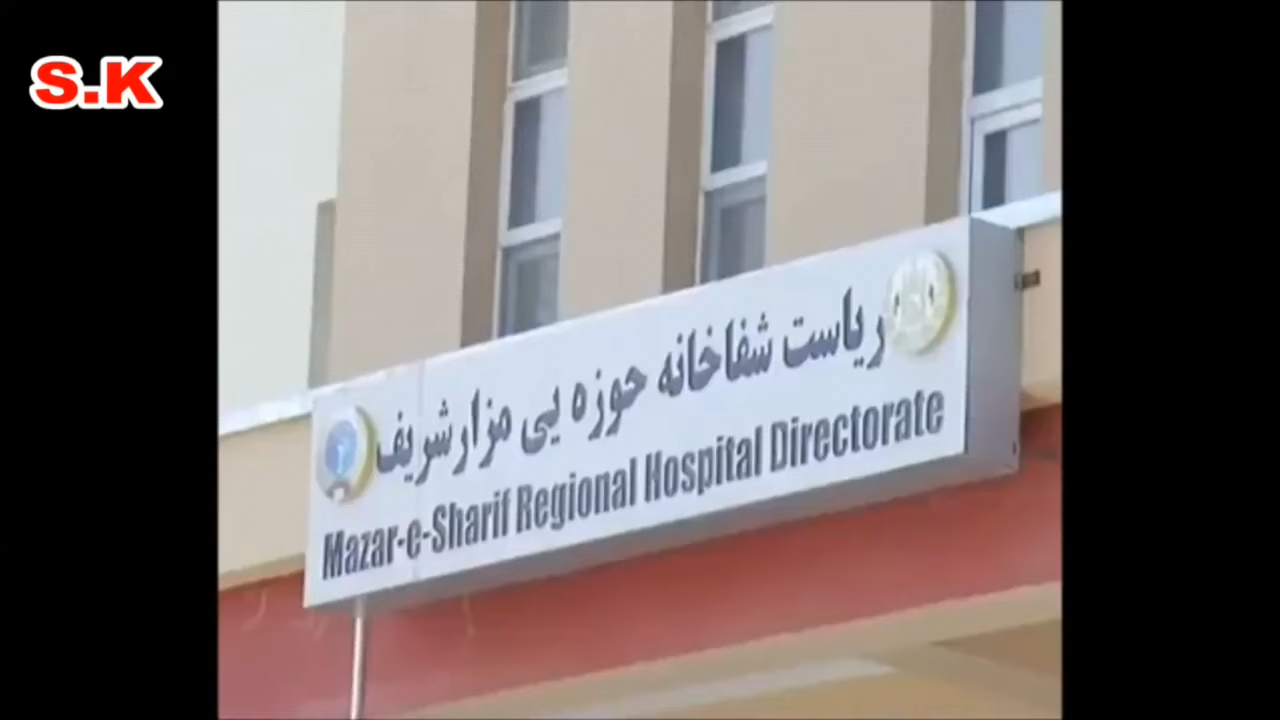 S.K
ریاست شفاخانه حوزه یی مزارشریف
Mazar-e-Sharif Regional Hospital Directorate